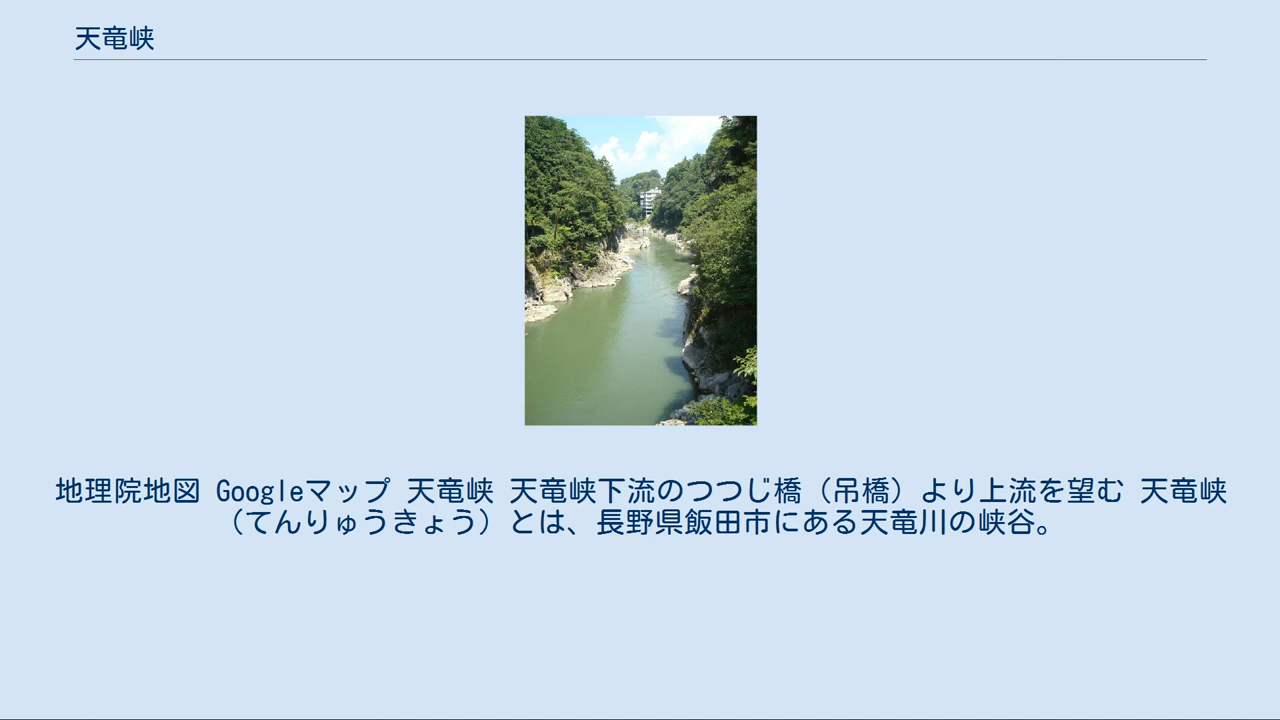 天竜峡
地理院地図 Googleマップ 天竜峡 天竜峡下流のつつじ橋（吊橋）より上流を望む 天竜峡
（てんりゅうきょう）とは、長野県飯田市にある天竜川の峡谷。